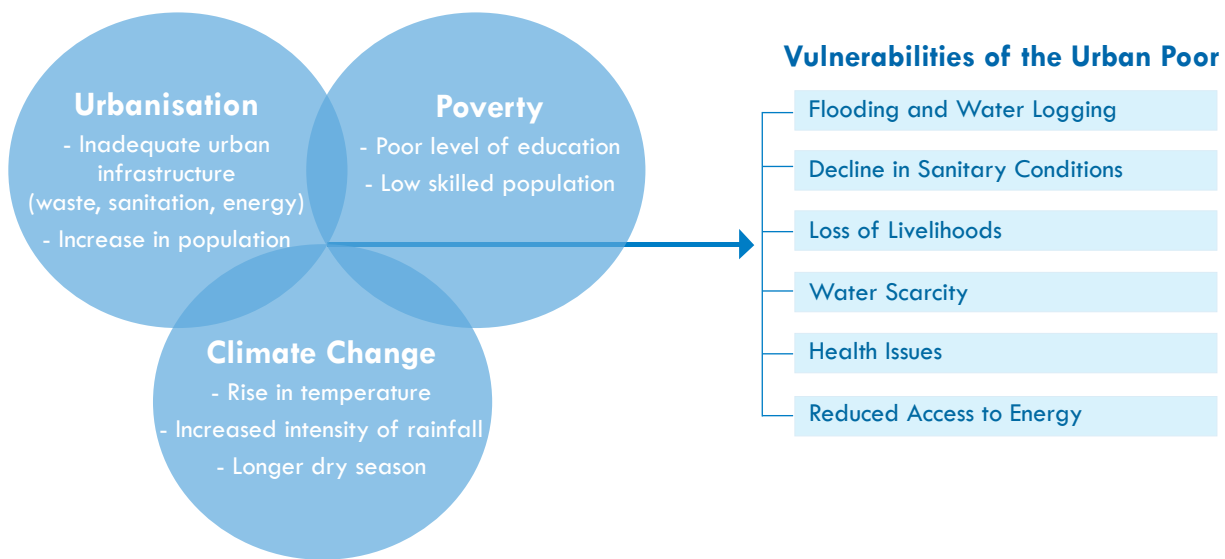 Urbanisation
- Inadequate urban
infrastructure
(waste, sanitation, energy)
- Increase in population
Poverty
- Poor level of education
- Low skilled population
Climate Change
- Rise in temperature
- Increased intensity of rainfall
- Longer dry season
Vulnerabilities of the Urban Poor
Flooding and Water Logging
Decline in Sanitary Conditions
Loss of Livelihoods
Water Scarcity
Health Issues
Reduced Access to Energy